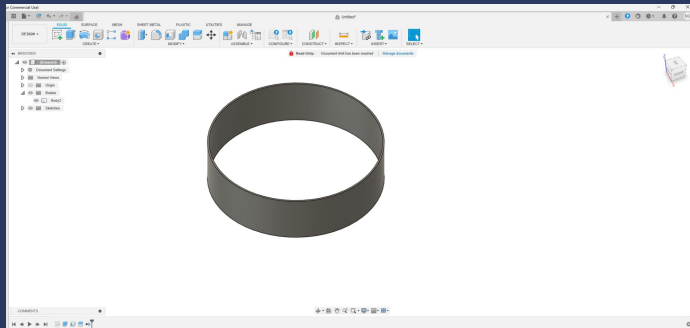 Commercial Use)
Untitled*
SOLID SURFACE MESH SHEET METAL PLASTIC UTILITIES MANAGE
DESIGN
CREATE MODIFY ASSEMBLE CONFIGURE CONSTRUCT INSPECT INSERT SELECT
BROWSER
Read-Only: Document limit has been reached Manage documents
(Unsaved)
Document Settings
Named Views
Origin
Bodies
Body2
Sketches
COMMENTS